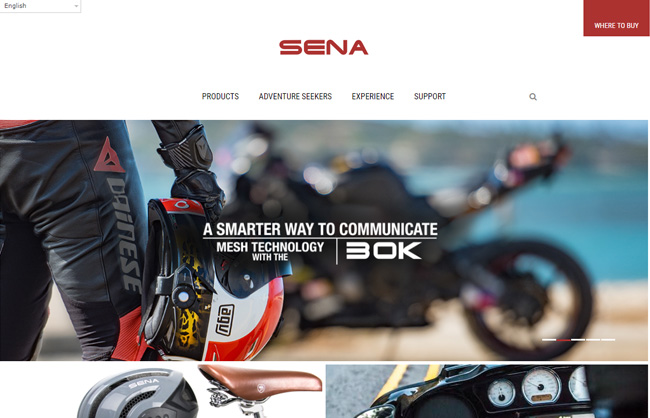 English
WHERE TO BUY
SENA
PRODUCTS ADVENTURE SEEKERS EXPERIENCE SUPPORT
DAINESE
A SMARTER WAY TO COMMUNICATE
MESH TECHNOLOGY
WITH THE
30K
agv
SENA